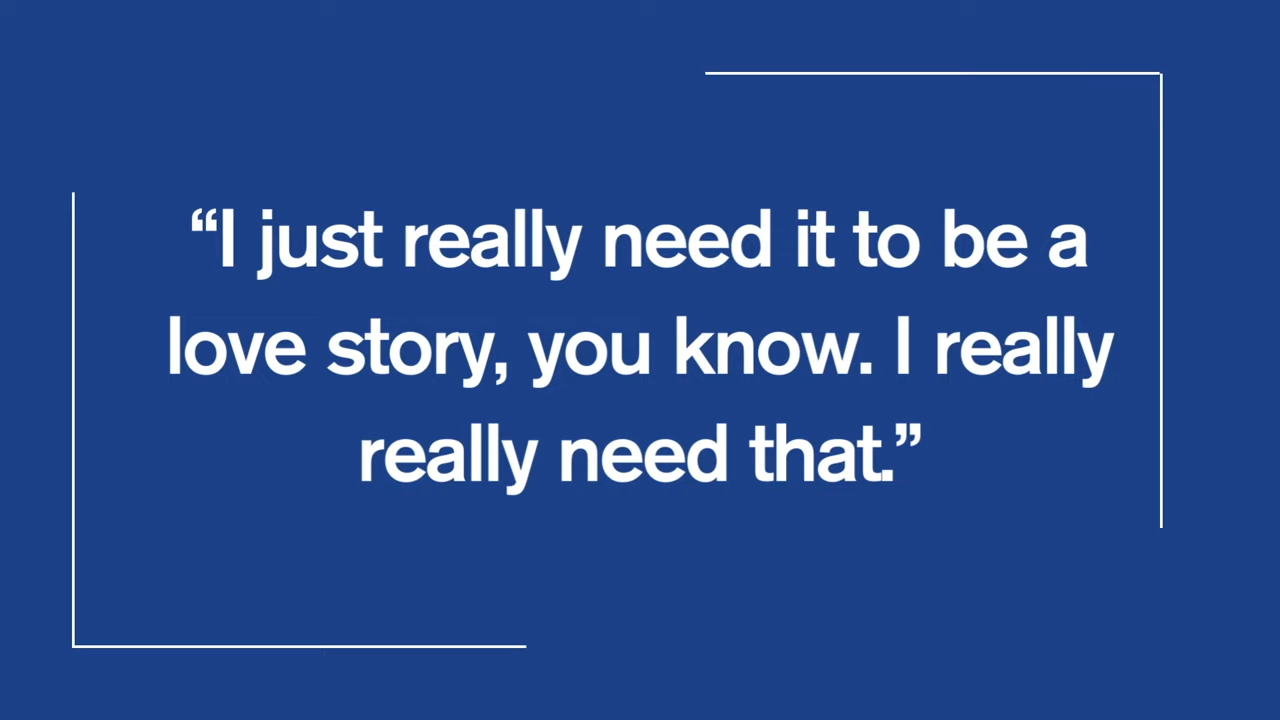 “I just really need it to be a
love story, you know. I really
really need that.”